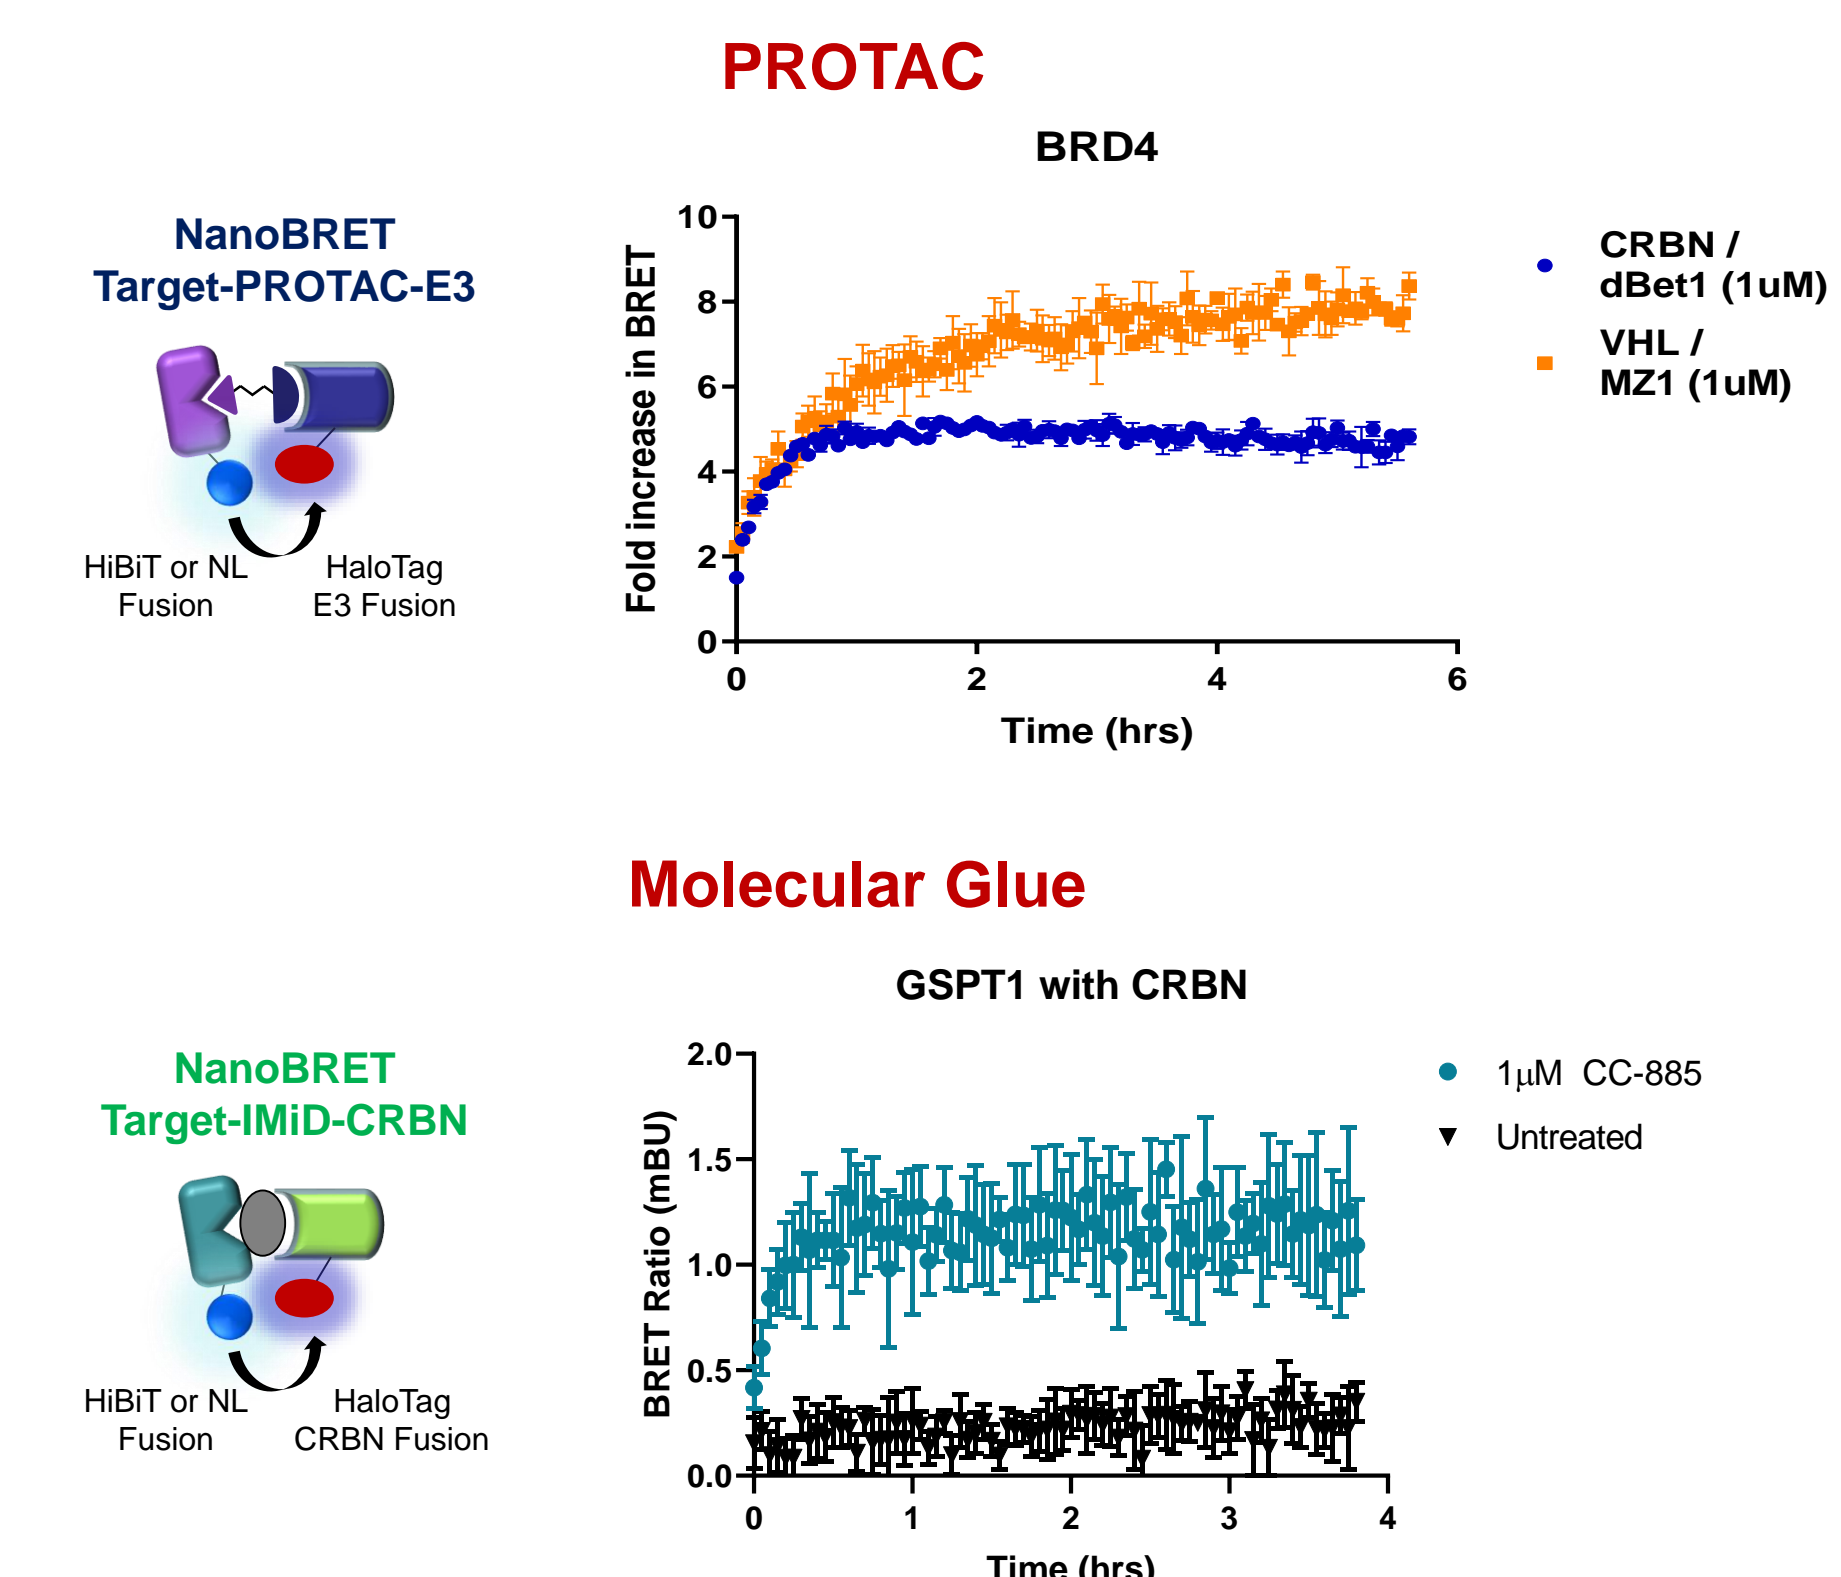 PROTAC
BRD4
NanoBRET
Target-PROTAC-E3
HiBiT or NL
Fusion
HaloTag
E3 Fusion
Fold increase in BRET
10
8
6
4
2
0
0 2 4 6
Time (hrs)
CRBN /
dBet1 (1uM)
VHL /
MZ1 (1uM)
Molecular Glue
GSPT1 with CRBN
NanoBRET
Target-IMiD-CRBN
HiBiT or NL
Fusion
HaloTag
CRBN Fusion
BRET Ratio (mBU)
2.0
1.5
1.0
0.5
0.0
0 1 2 3 4
Time (hrs)
1μM CC-885
Untreated